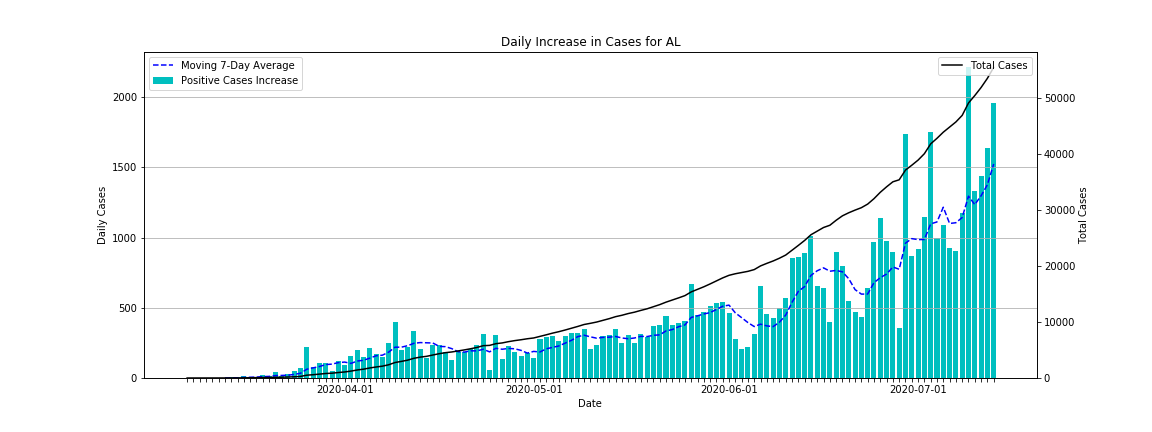 Daily Increase in Cases for AL
Moving 7-Day Average
Positive Cases Increase
Total Cases
2000
1500
1000
500
0
Daily Cases
50000
40000
30000
20000
10000
0
Total Cases
2020-04-01
2020-05-01
2020-06-01
2020-07-01
Date